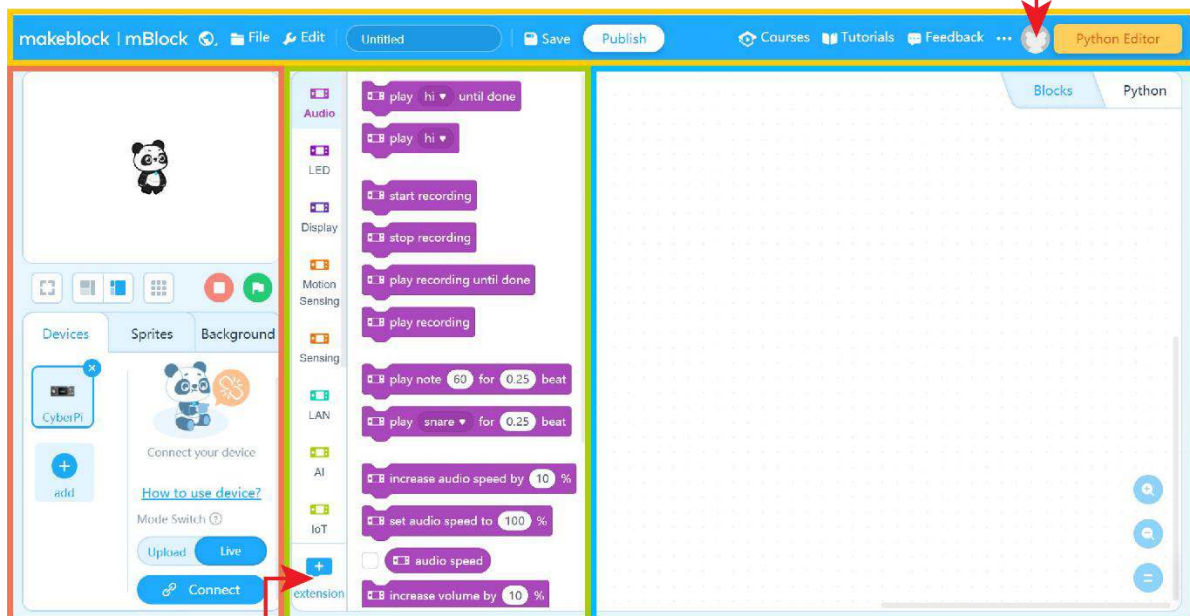 makeblock | mBlock File Edit Untitled Save Publish Courses Tutorials Feedback ... Python Editor
Blocks Python
Audio
LED
Display
Motion
Sensing
Sensing
LAN
AI
IoT
extension
play hi until done
play hi
start recording
stop recording
play recording until done
play recording
play note 60 for 0.25 beat
play snare for 0.25 beat
increase audio speed by 10 %
set audio speed to 100 %
audio speed
increase volume by 10 %
Devices Sprites Background
CyberPi
add
Connect your device
How to use device?
Mode Switch ?
Upload Live
Connect